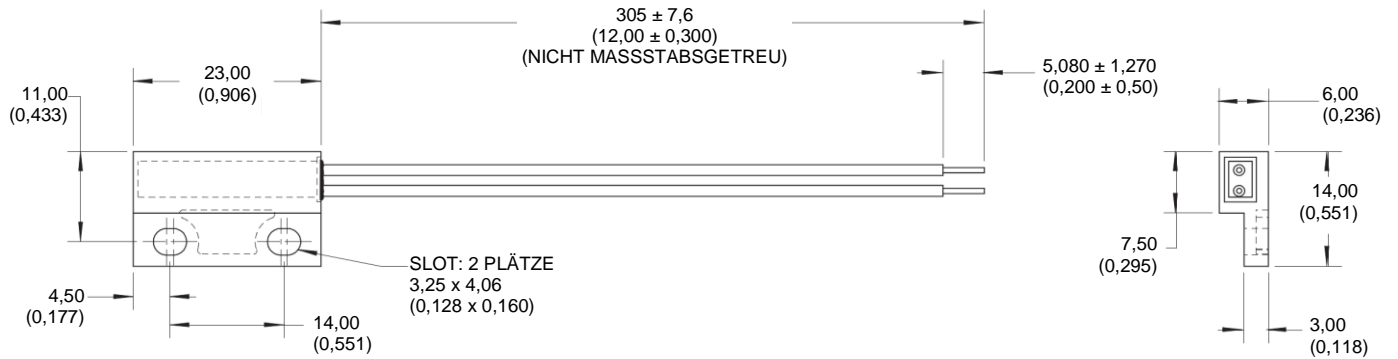 305 ± 7,6
(12,00 ± 0,300)
(NICHT MASSSTABSGETREU)
23,00
(0,906)
5,080 ± 1,270
(0,200 ± 0,50)
11,00
(0,433)
6,00
(0,236)
14,00
(0,551)
7,50
(0,295)
SLOT: 2 PLÄTZE
3,25 x 4,06
(0,128 x 0,160)
4,50
(0,177)
14,00
(0,551)
3,00
(0,118)